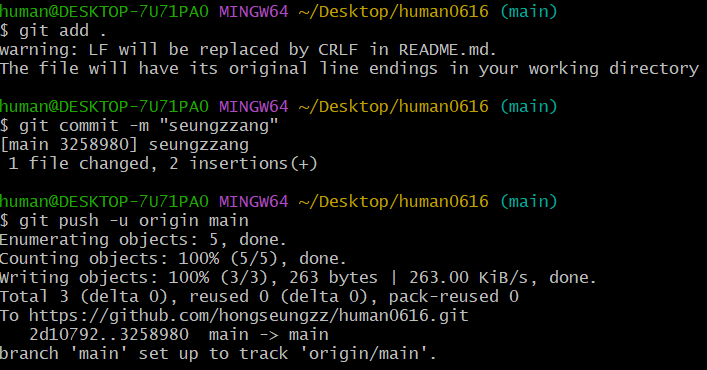 human@DESKTOP-7U71PAO MINGW64 ~/Desktop/human0616 (main)
$ git add .
warning: LF will be replaced by CRLF in README.md.
The file will have its original line endings in your working directory
human@DESKTOP-7U71PAO MINGW64 ~/Desktop/human0616 (main)
$ git commit -m "seungzzang"
[main 3258980] seungzzang
 1 file changed, 2 insertions(+)
human@DESKTOP-7U71PAO MINGW64 ~/Desktop/human0616 (main)
$ git push -u origin main
Enumerating objects: 5, done.
Counting objects: 100% (5/5), done.
Writing objects: 100% (3/3), 263 bytes | 263.00 KiB/s, done.
Total 3 (delta 0), reused 0 (delta 0), pack-reused 0
To https://github.com/hongseungzz/human0616.git
   2d10792..3258980  main -> main
branch 'main' set up to track 'origin/main'.